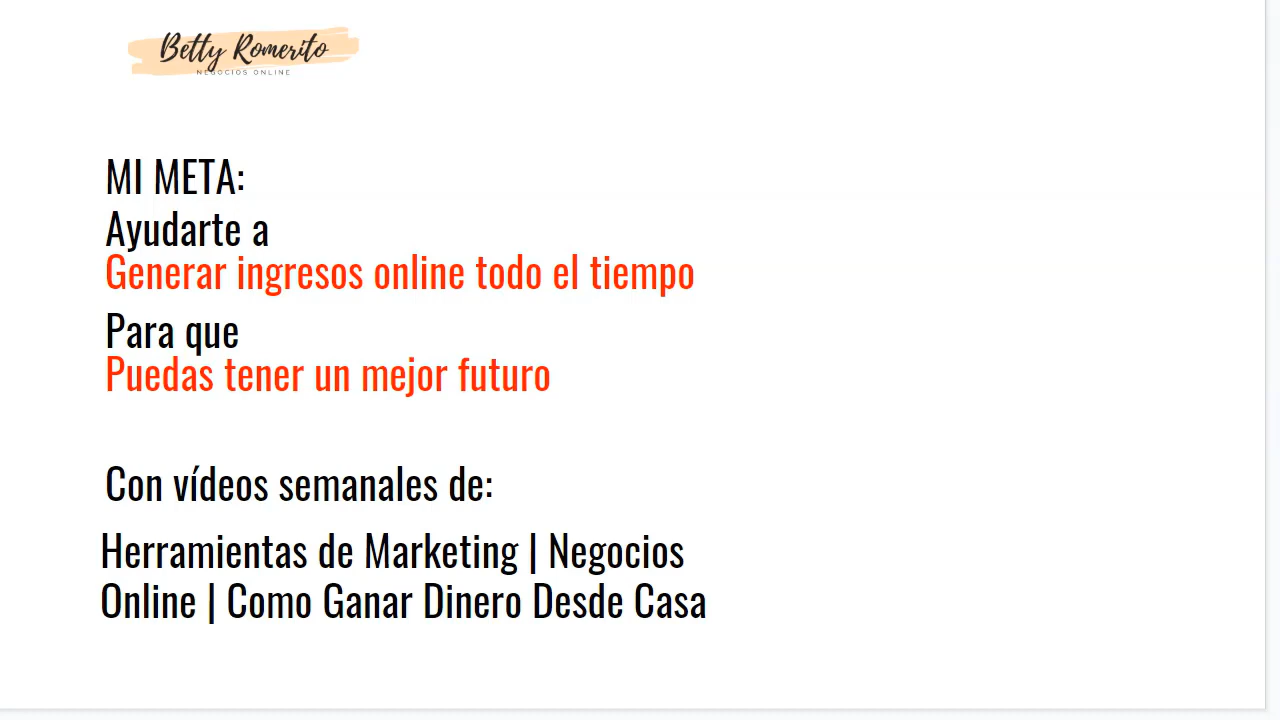 Betty Romerito
NEGOCIOS ONLINE
MI META:
Ayudarte a
Generar ingresos online todo el tiempo
Para que
Puedas tener un mejor futuro
Con vídeos semanales de:
Herramientas de Marketing | Negocios
Online | Como Ganar Dinero Desde Casa